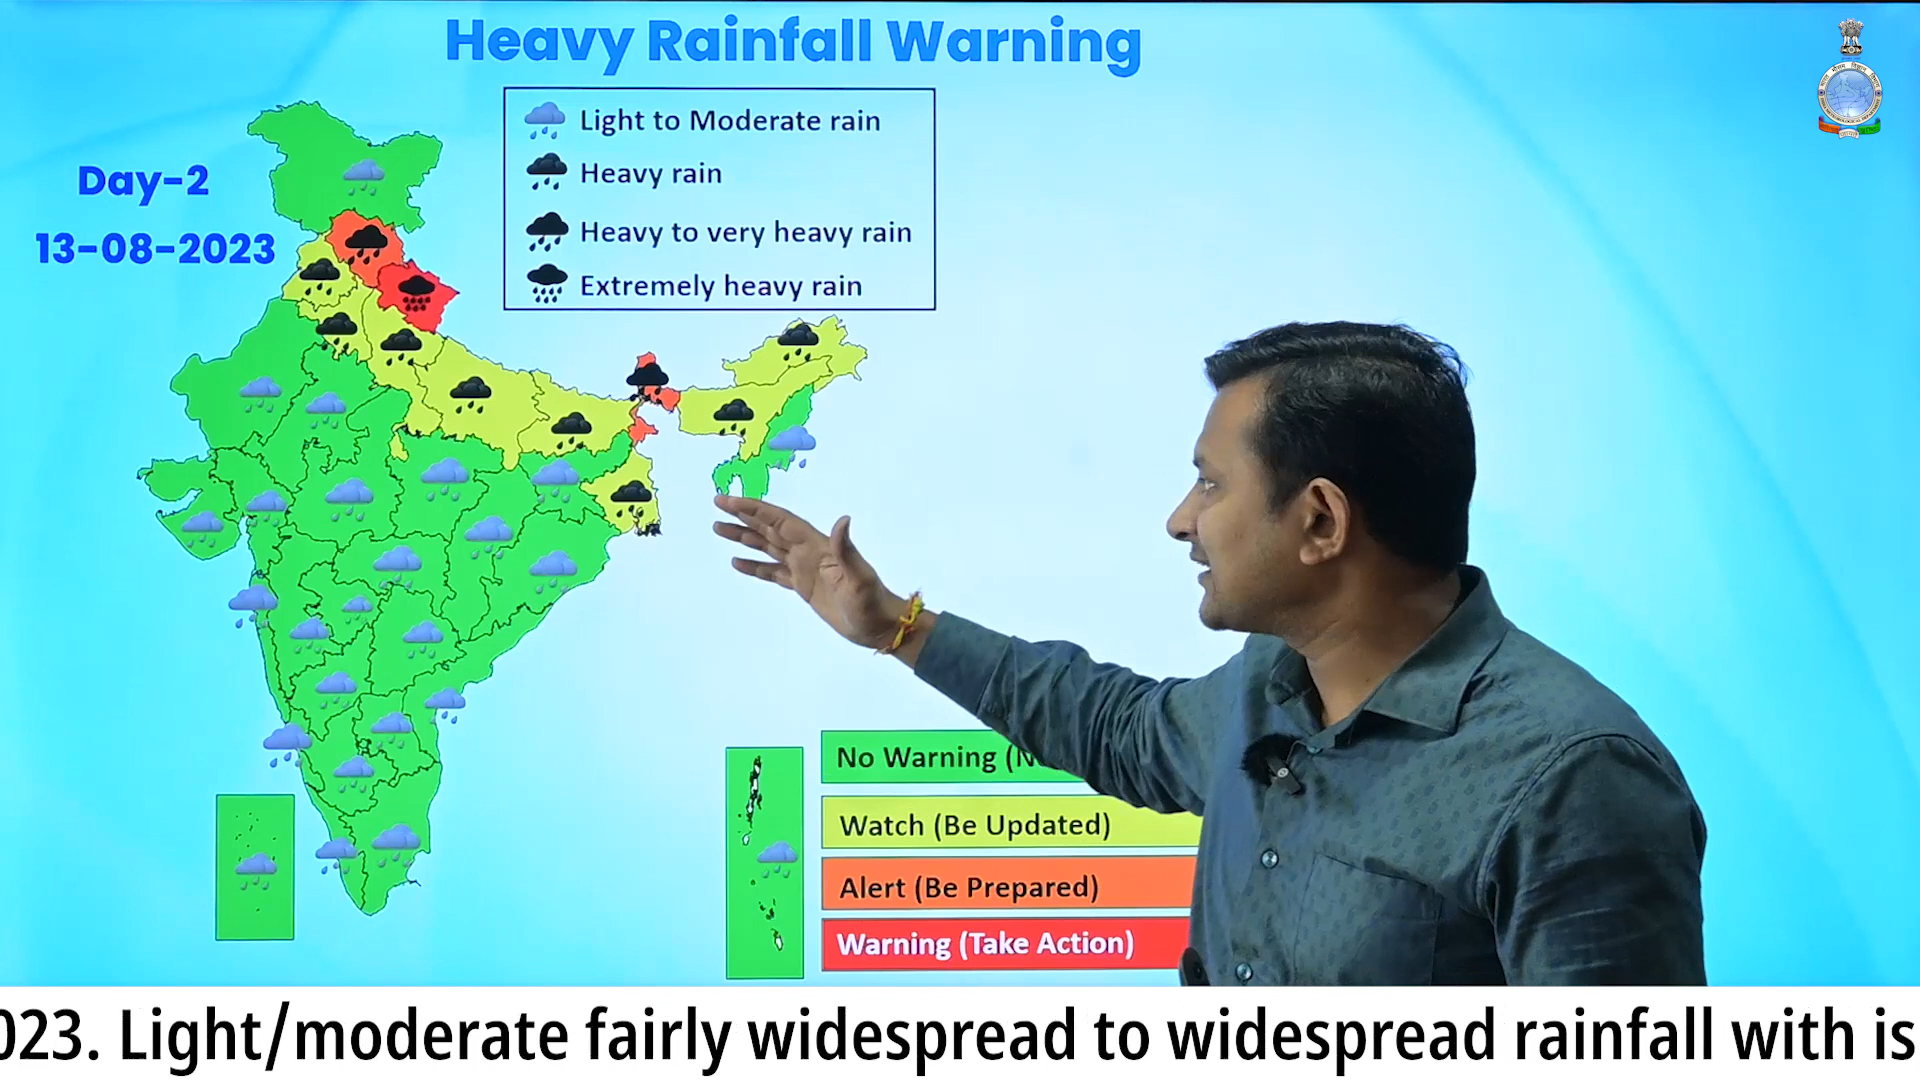 Heavy Rainfall Warning
Day-2
13-08-2023
Light to Moderate rain
Heavy rain
Heavy to very heavy rain
Extremely heavy rain
No Warning (N
Watch (Be Updated)
Alert (Be Prepared)
Warning (Take Action)
023. Light/moderate fairly widespread to widespread rainfall with is